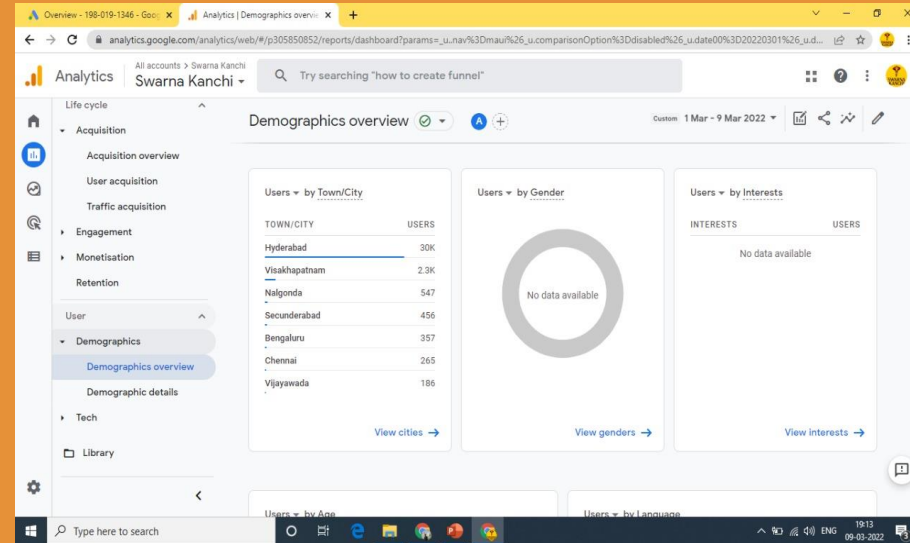 Overview - 198-019-1346 - Goog
Analytics | Demographics overvie
analytics.google.com/analytics/web/#/p305850852/reports/dashboard?params=_u..nav%3Dmaui%26_u.comparisonOption%3Ddisabled%26_u.date00%3D20220301%26_u.d...
Analytics
All accounts > Swarna Kanchi
Swarna Kanchi
Try searching "how to create funnel"
Life cycle
Acquisition
Acquisition overview
User acquisition
Traffic acquisition
Engagement
Monetisation
Retention
User
Demographics
Demographics overview
Demographic details
Tech
Library
Demographics overview
A
Custom 1 Mar - 9 Mar 2022
Users by Town/City
TOWN/CITY USERS
Hyderabad 30K
Visakhapatnam 2.3K
Nalgonda 547
Secunderabad 456
Bengaluru 357
Chennai 265
Vijayawada 186
View cities →
Users by Gender
No data available
View genders →
Users by Interests
INTERESTS USERS
No data available
View interests →
Users by Age
Users by Language
Type here to search
ENG
19:13
09-03-2022